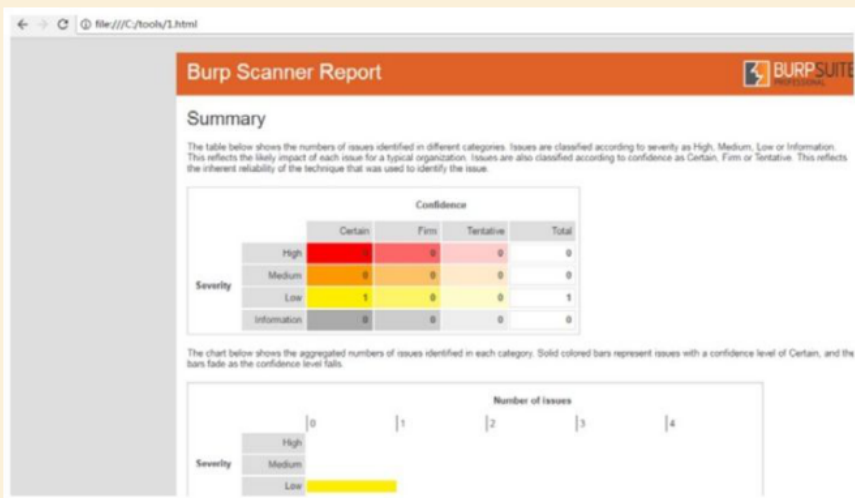 file:///C:/tools/1.html
Burp Scanner Report
BURPSUITE
PROFESSIONAL
Summary
The table below shows the numbers of issues identified in different categories. Issues are classified according to severity as High, Medium, Low or Information.
This reflects the likely impact of each issue for a typical organization. Issues are also classified according to confidence as Certain, Firm or Tentative. This reflects
the inherent reliability of the technique that was used to identify the issue.
Confidence
Certain Firm Tentative Total
High 0 0 0
Medium 0 0 0 0
Severity
Low 1 0 0 1
Information 0 0 0 0
The chart below shows the aggregated numbers of issues identified in each category. Solid colored bars represent issues with a confidence level of Certain, and the
bars fade as the confidence level falls.
Number of issues
0 1 2 3 4
High
Severity Medium
Low